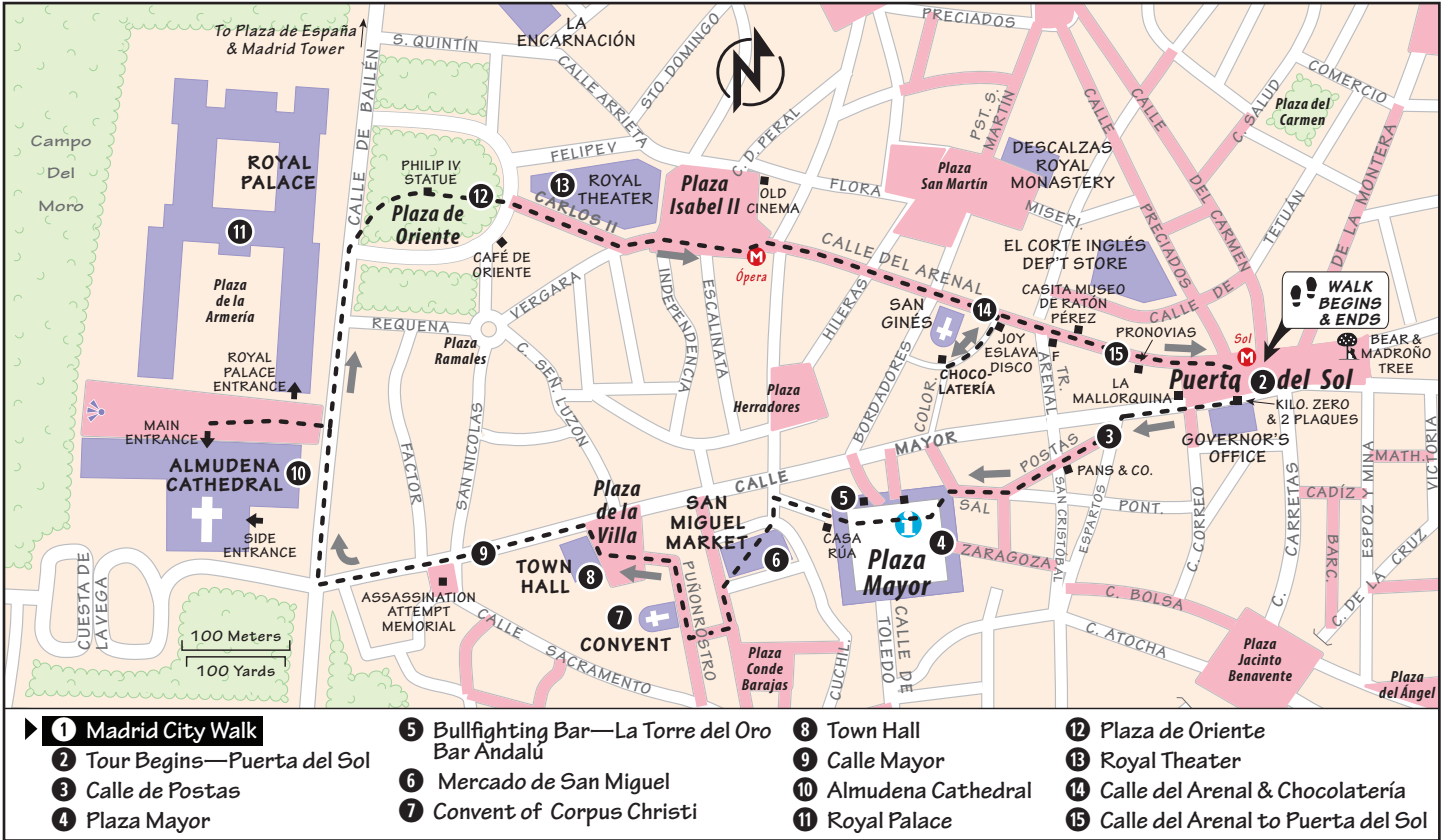 To Plaza de España
& Madrid Tower
S. QUINTÍN
LA
ENCARNACIÓN
STO. DOMINGO
CALLE ARRIETA
N
PRECIADOS
PST. S.
MARTÍN
CALLE
PRECIADOS
CALLE
DEL CARMEN
C. SALUD
COMERCIO
Plaza del
Carmen
Campo
Del
Moro
ROYAL
PALACE
11
Plaza
de la
Armería
CALLE DE BAILÉN
PHILIP IV
STATUE
12
Plaza de
Oriente
FELIPE V
13
ROYAL
THEATER
CARLOS II
Plaza
Isabel II
C. D. PERAL
OLD
CINEMA
FLORA
Plaza
San Martín
DESCALZAS
ROYAL
MONASTERY
MISERI.
TETUÁN
DE LA MONTERA
CAFÉ DE
ORIENTE
M
Ópera
CALLE DEL ARENAL
EL CORTE INGLÉS
DEP'T STORE
CASITA MUSEO
DE RATÓN
PÉREZ
CALLE DE
WALK
BEGINS
& ENDS
REQUENA
VERGARA
Plaza
Ramales
INDEPENDENCIA
ESCALINATA
HILERAS
SAN
GINÉS
14
JOY
ESLAVA
DISCO
F. TR.
ARENAL
PRONOVIAS
15
Sol
M
BEAR &
MADROÑO
TREE
ROYAL
PALACE
ENTRANCE
C. SEN. LUZON
Plaza
Herradores
BORDADORES
COLOR.
CHOCO-
LATERÍA
LA
MALLORQUINA
Puerta
2
del Sol
KILO. ZERO
& 2 PLAQUES
MAIN
ENTRANCE
ALMUDENA
CATHEDRAL
10
SIDE
ENTRANCE
FACTOR
SAN NICOLAS
CALLE
MAYOR
POSTAS
3
PANS & CO.
GOVERNOR'S
OFFICE
Plaza
de la
Villa
SAN
MIGUEL
MARKET
5
CASA
RÚA
SAL
PONT.
4
Plaza
Mayor
ZARAGOZA
SAN CRISTOBAL
ESPARTOS
C. CORREO
CARRETAS
C.
ESPOZ Y MINA
MATH.
CADÍZ
BARC.
VICTORIA
C. DE LA CRUZ
CUESTA DE
LA VEGA
9
TOWN
HALL
8
6
ASSASSINATION
ATTEMPT
MEMORIAL
7
CONVENT
PUÑONROSTRO
CALLE
SACRAMENTO
Plaza
Conde
Barajas
CUCHIL.
CALLE DE
TOLEDO
C. BOLSA
C. ATOCHA
Plaza
Jacinto
Benavente
Plaza
del Ángel
100 Meters
100 Yards
1 Madrid City Walk
2 Tour Begins—Puerta del Sol
3 Calle de Postas
4 Plaza Mayor
5 Bullfighting Bar—La Torre del Oro
Bar Andalú
6 Mercado de San Miguel
7 Convent of Corpus Christi
8 Town Hall
9 Calle Mayor
10 Almudena Cathedral
11 Royal Palace
12 Plaza de Oriente
13 Royal Theater
14 Calle del Arenal & Chocolatería
15 Calle del Arenal to Puerta del Sol